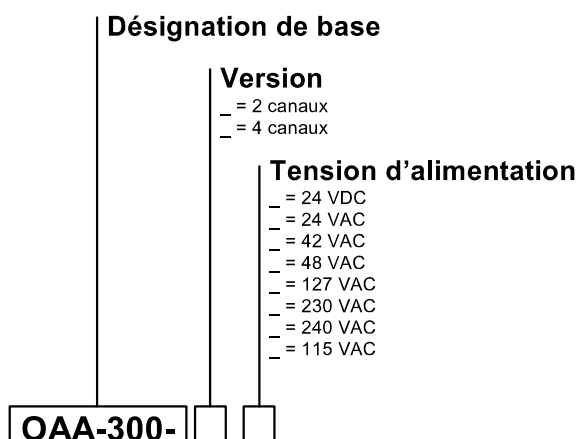 Désignation de base
Version
_ = 2 canaux
_ = 4 canaux
Tension d'alimentation
_ = 24 VDC
_ = 24 VAC
_ = 42 VAC
_ = 48 VAC
_ = 127 VAC
_ = 230 VAC
_ = 240 VAC
_ = 115 VAC
OAA-300-